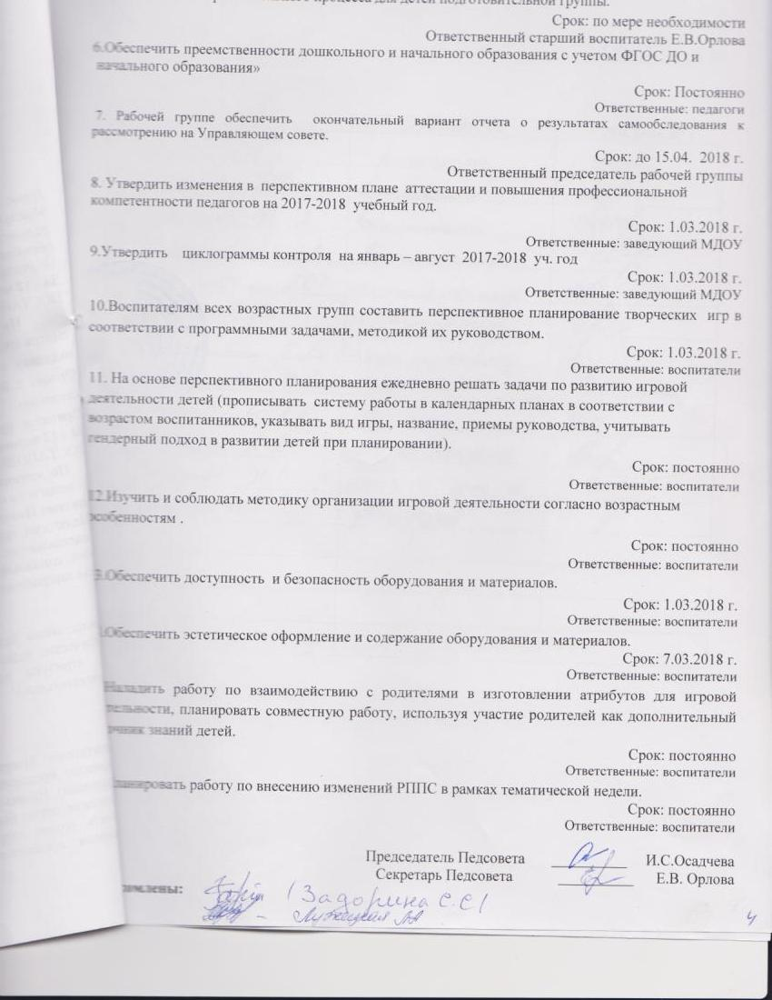 процесса для детей подготовительной группы.
Срок: по мере необходимости
Ответственный старший воспитатель Е.В.Орлова
6.Обеспечить преемственности дошкольного и начального образования с учетом ФГОС ДО и
начального образования»
Срок: Постоянно
Ответственные: педагоги
7. Рабочей группе обеспечить окончательный вариант отчета о результатах самообследования к
рассмотрению на Управляющем совете.
Срок: до 15.04. 2018 г.
Ответственный председатель рабочей группы
8. Утвердить изменения в перспективном плане аттестации и повышения профессиональной
компетентности педагогов на 2017-2018 учебный год.
Срок: 1.03.2018 г.
Ответственные: заведующий МДОУ
9.Утвердить циклограммы контроля на январь – август 2017-2018 уч. год
Срок: 1.03.2018 г.
Ответственные: заведующий МДОУ
10.Воспитателям всех возрастных групп составить перспективное планирование творческих игр в
соответствии с программными задачами, методикой их руководством.
Срок: 1.03.2018 г.
Ответственные: воспитатели
11. На основе перспективного планирования ежедневно решать задачи по развитию игровой
деятельности детей (прописывать систему работы в календарных планах в соответствии с
возрастом воспитанников, указывать вид игры, название, приемы руководства, учитывать
гендерный подход в развитии детей при планировании).
Срок: постоянно
Ответственные: воспитатели
12.Изучить и соблюдать методику организации игровой деятельности согласно возрастным
особенностям .
Срок: постоянно
Ответственные: воспитатели
3.Обеспечить доступность и безопасность оборудования и материалов.
Срок: 1.03.2018 г.
Ответственные: воспитатели
.Обеспечить эстетическое оформление и содержание оборудования и материалов.
Срок: 7.03.2018 г.
Ответственные: воспитатели
Наладить работу по взаимодействию с родителями в изготовлении атрибутов для игровой
тельности, планировать совместную работу, используя участие родителей как дополнительный
очник знаний детей.
Срок: постоянно
Ответственные: воспитатели
ланировать работу по внесению изменений РППС в рамках тематической недели.
Срок: постоянно
Ответственные: воспитатели
Председатель Педсовета И.С.Осадчева
Секретарь Педсовета Е.В. Орлова
омлены: / Задорина С.С/
4